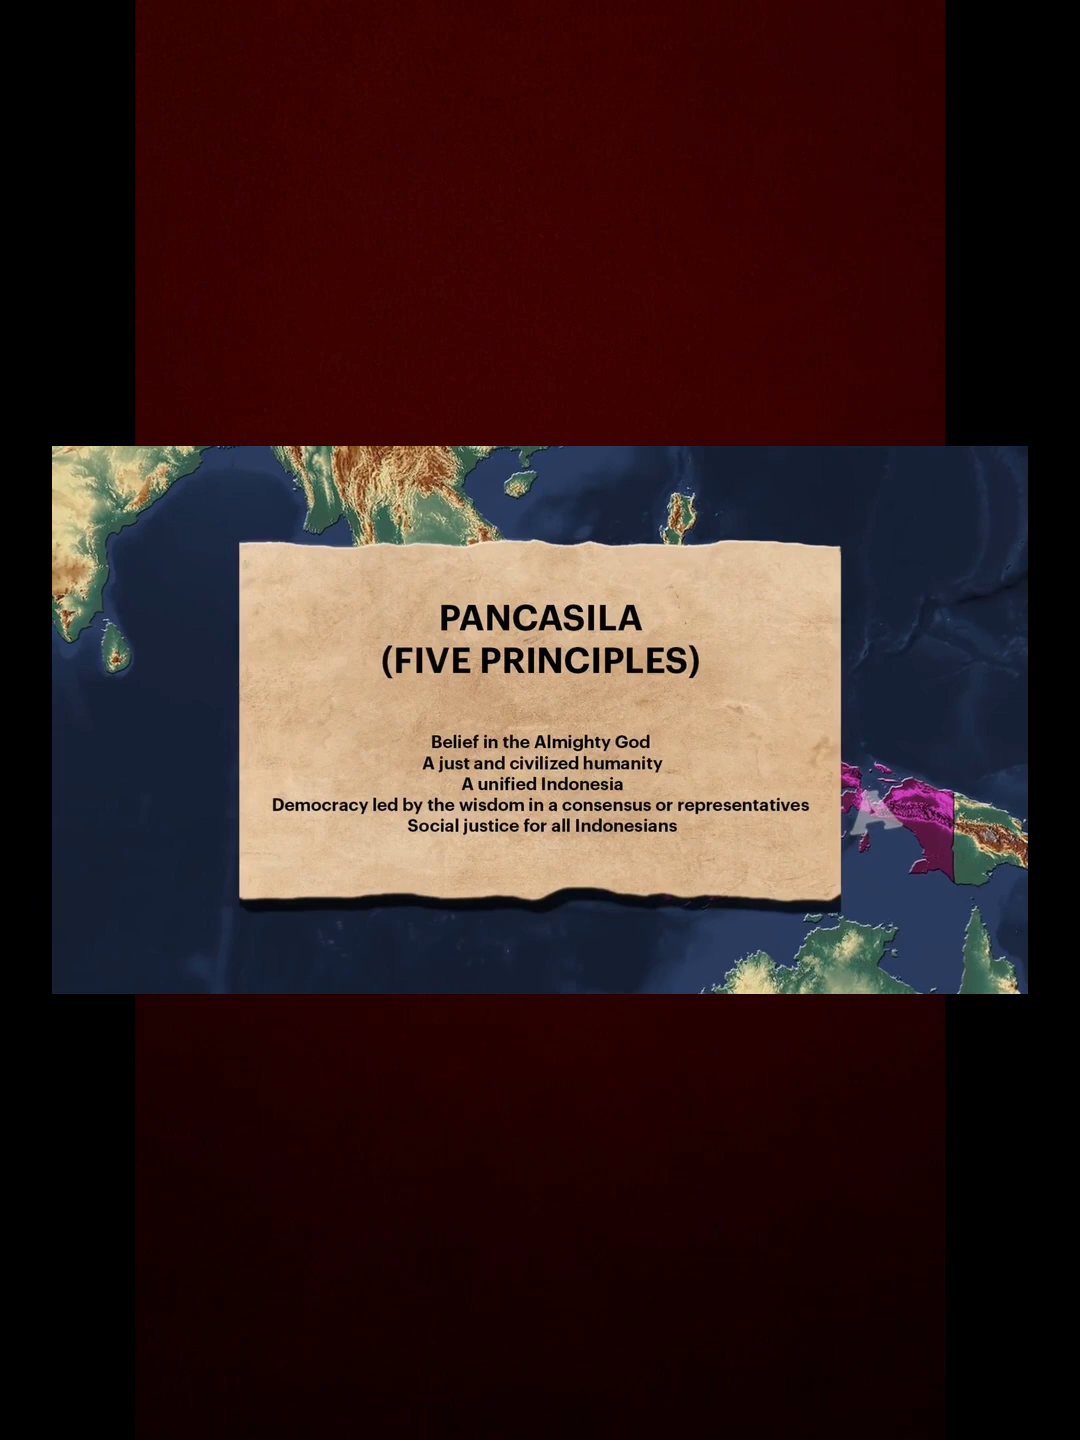 PANCASILA
(FIVE PRINCIPLES)
Belief in the Almighty God
A just and civilized humanity
A unified Indonesia
Democracy led by the wisdom in a consensus or representatives
Social justice for all Indonesians